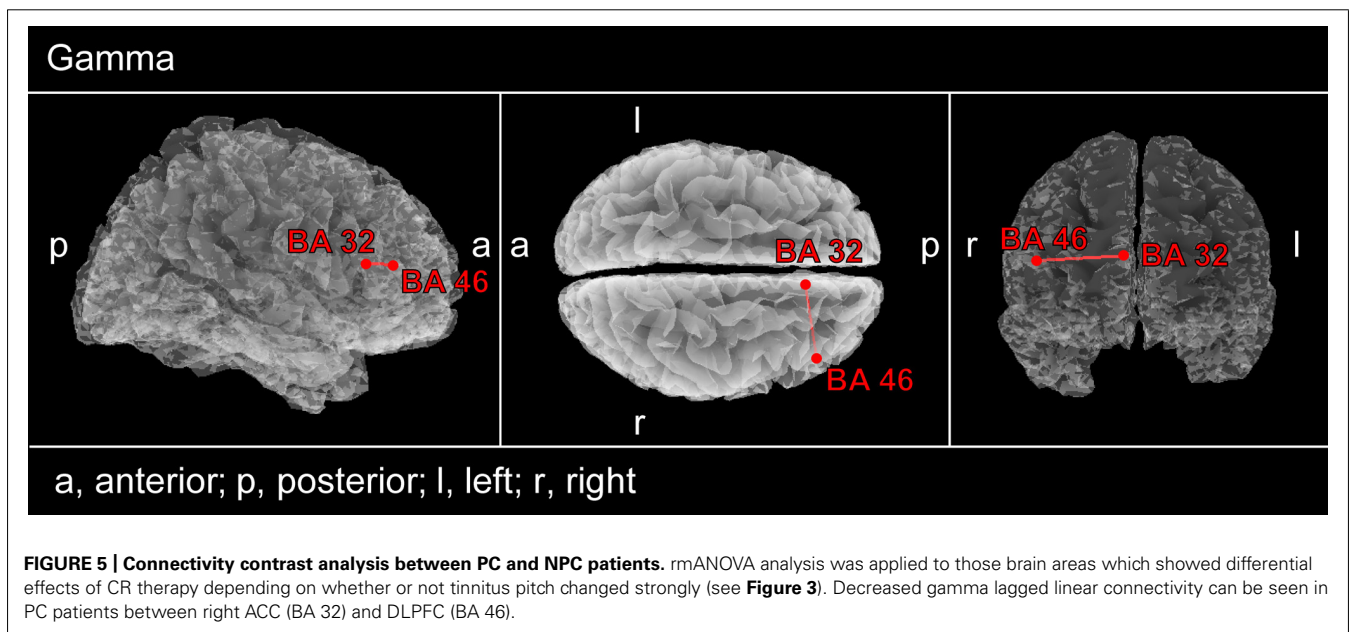 Gamma
l
p
BA 32
a
BA 46
a
BA 32
p
BA 46
r
r
BA 46
BA 32
l
a, anterior; p, posterior; l, left; r, right
FIGURE 5 | Connectivity contrast analysis between PC and NPC patients. rmANOVA analysis was applied to those brain areas which showed differential
effects of CR therapy depending on whether or not tinnitus pitch changed strongly (see Figure 3). Decreased gamma lagged linear connectivity can be seen in
PC patients between right ACC (BA 32) and DLPFC (BA 46).